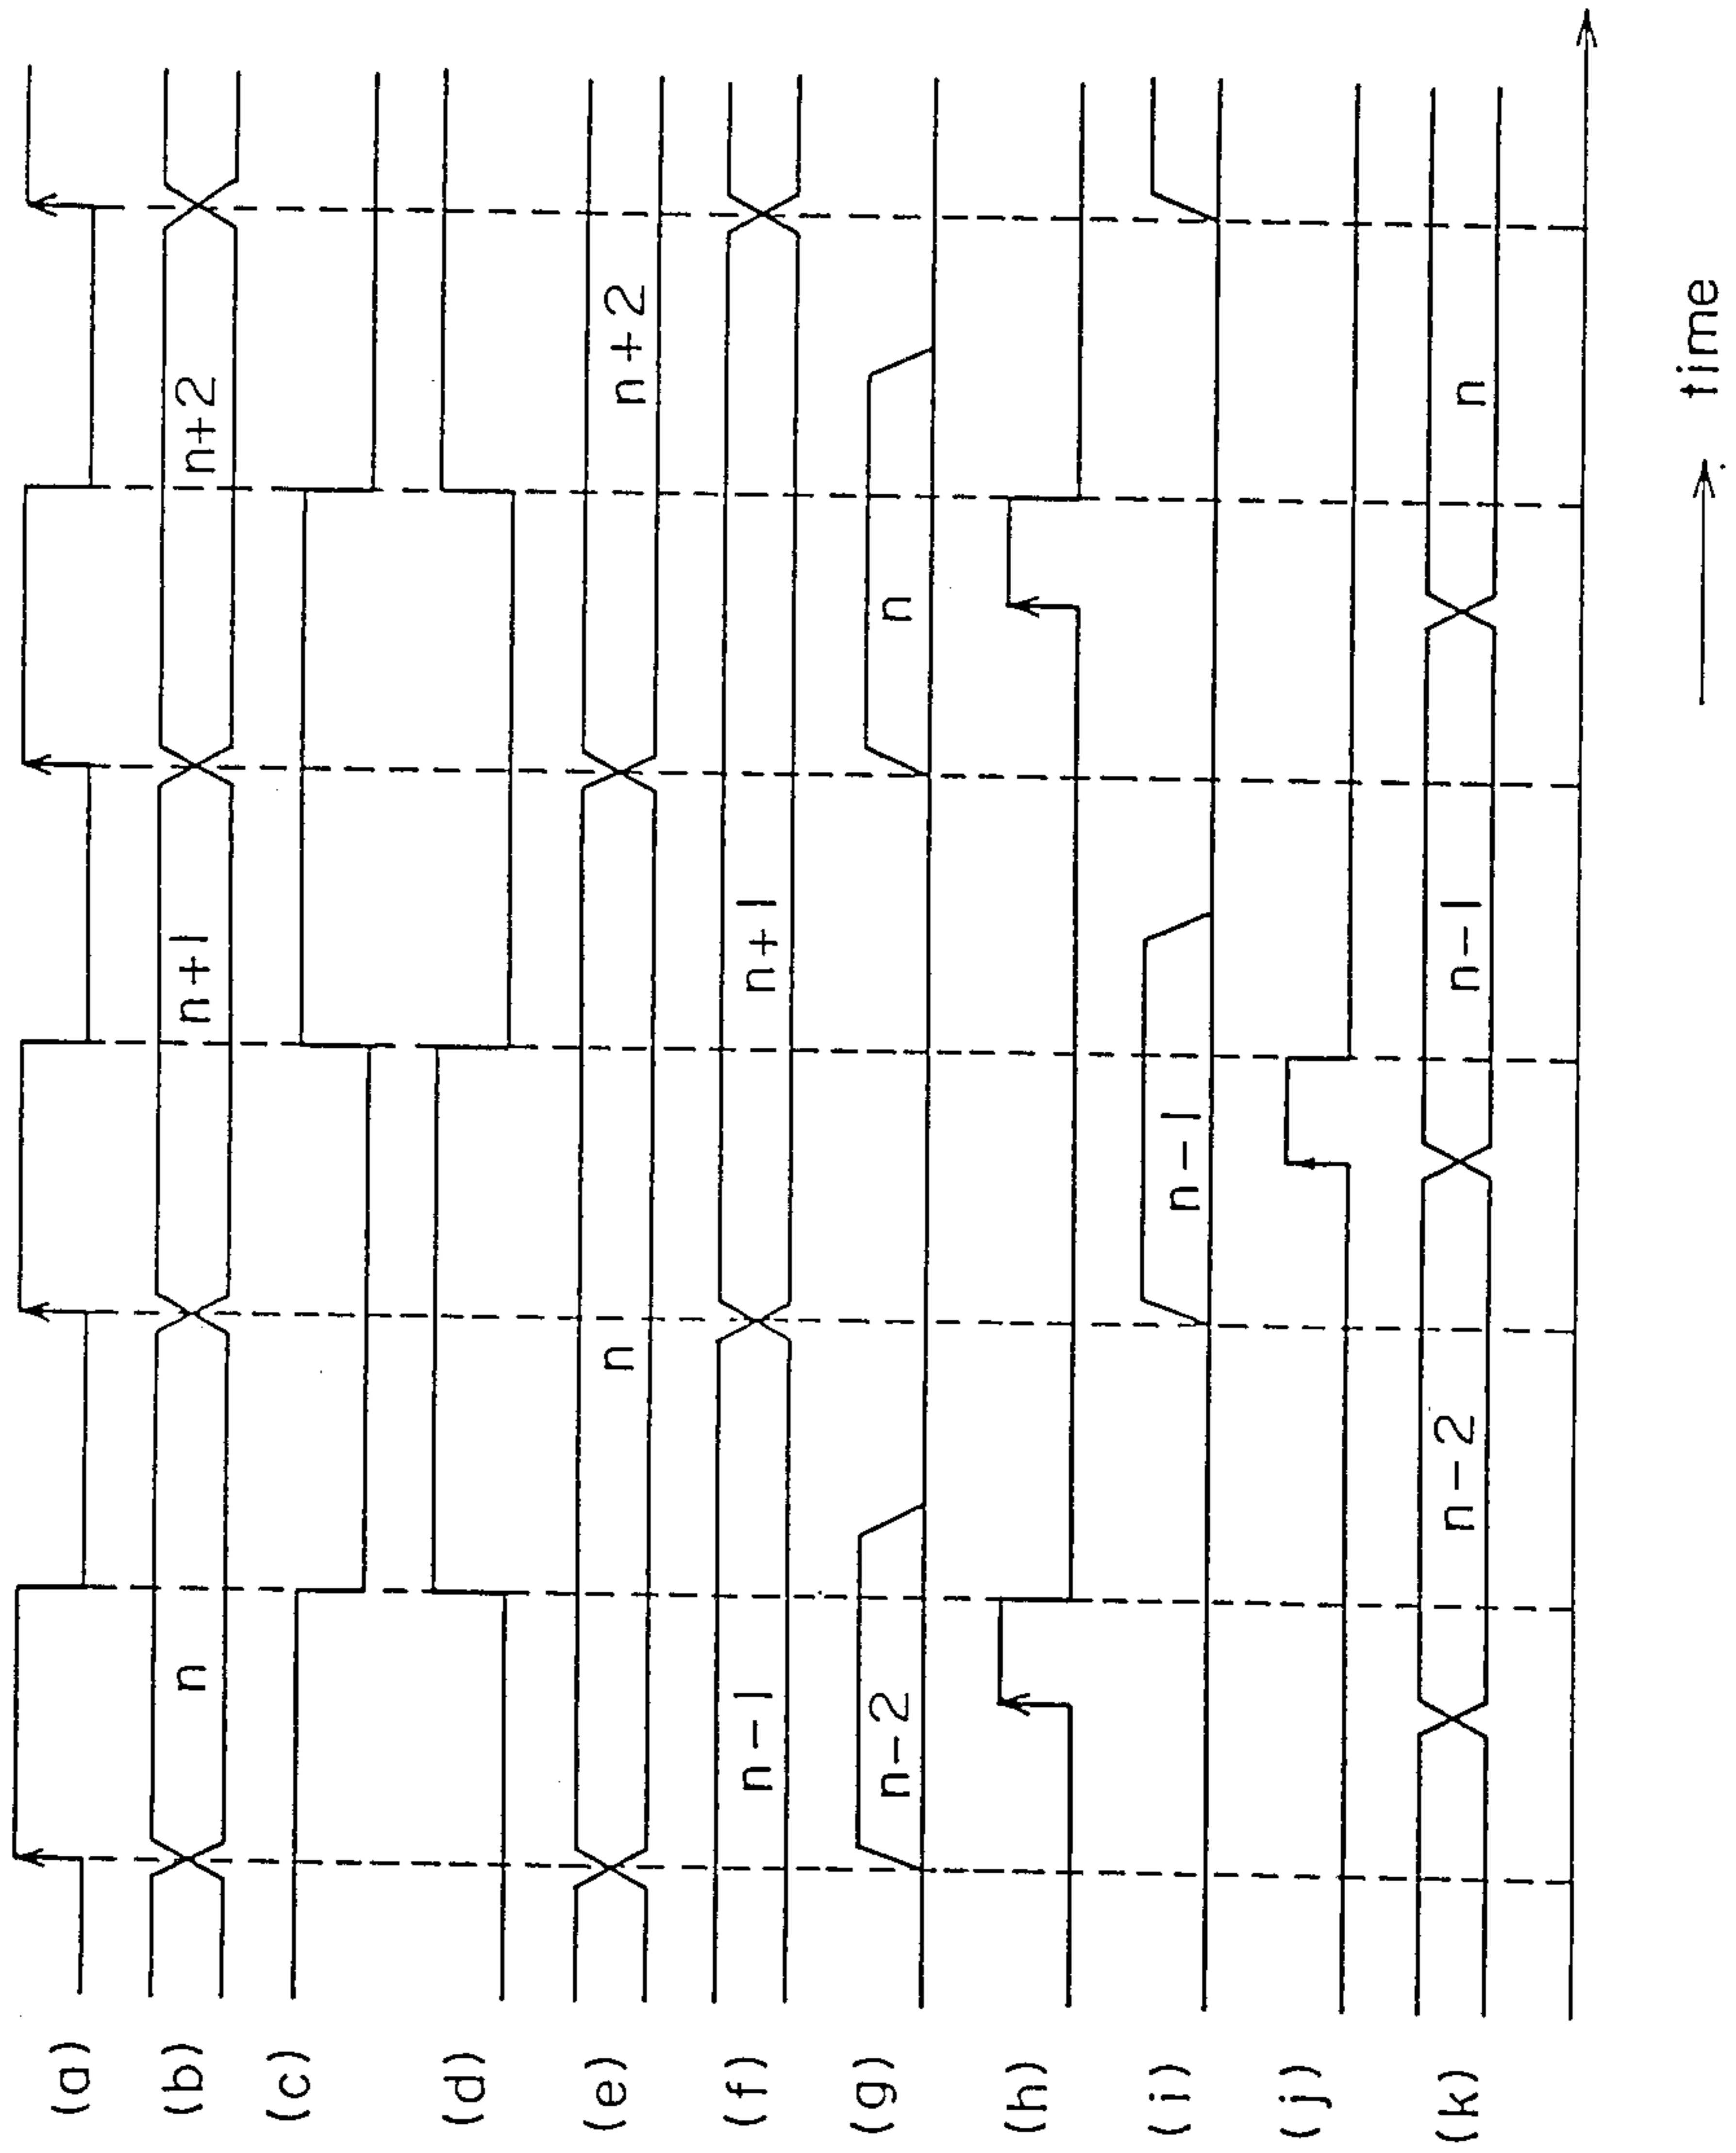 (a)
(b) n n+1 n+2
(c)
(d)
(e) n n+2
(f) n-1 n+1
(g) n-2 n
(h)
(i) n-1
(j)
(k) n-2 n-1 n
time